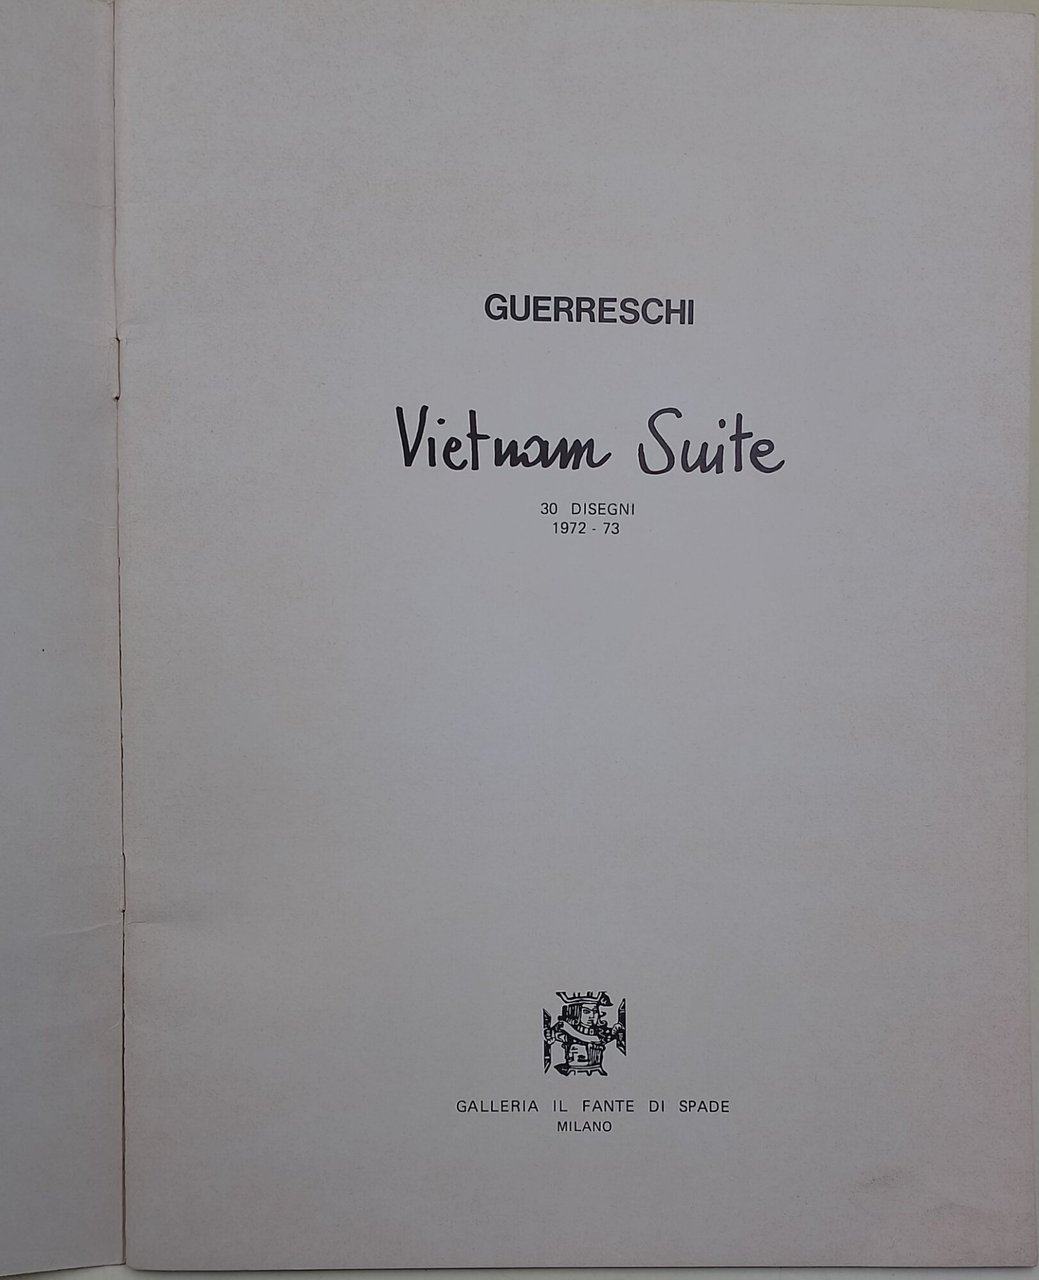 GUERRESCHI
Vietnam Suite
30 DISEGNI
1972 - 73
GALLERIA IL FANTE DI SPADE
MILANO